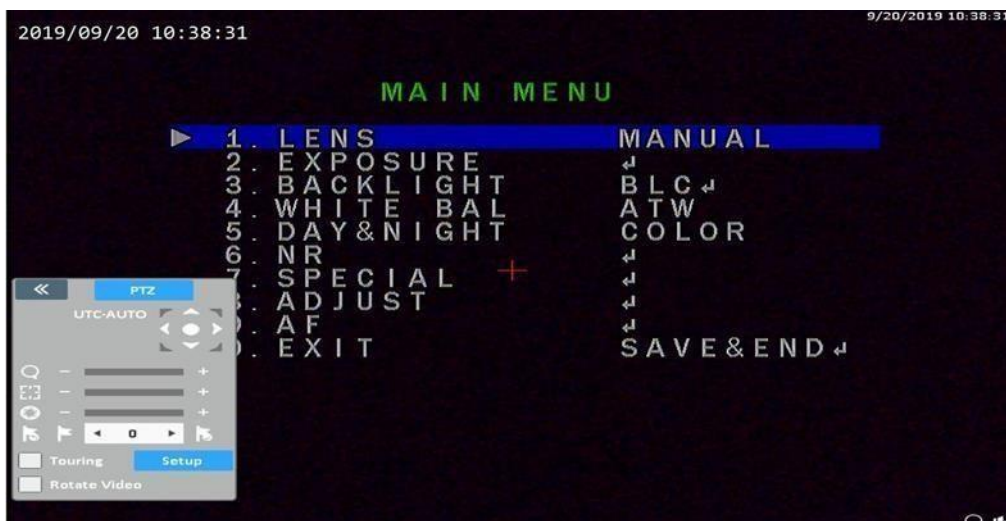 9/20/2019 10:38:31
2019/09/20 10:38:31
MAIN MENU
1. LENS MANUAL
2. EXPOSURE ↲
3. BACKLIGHT BLC↲
4. WHITE BAL ATW
5. DAY&NIGHT COLOR
6. NR ↲
7. SPECIAL ↲
. ADJUST ↲
. AF ↲
. EXIT SAVE&END↲
PTZ
UTC-AUTO
0
Touring Setup
Rotate Video